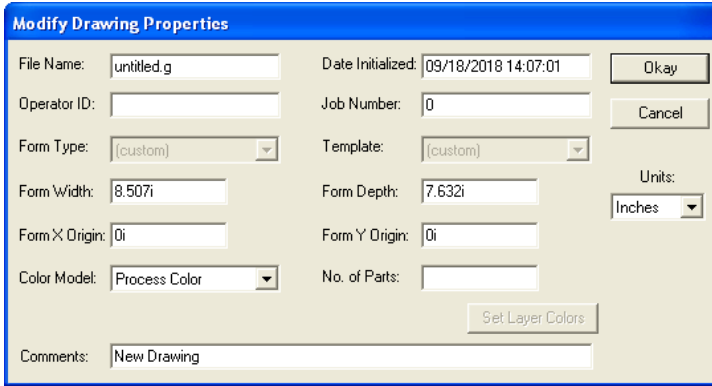 Modify Drawing Properties
File Name: untitled.g Date Initialized: 09/18/2018 14:07:01 Okay
Operator ID: Job Number: 0 Cancel
Form Type: (custom) Template: (custom)
Units:
Form Width: 8.507i Form Depth: 7.632i Inches
Form X Origin: 0i Form Y Origin: 0i
Color Model: Process Color No. of Parts:
Set Layer Colors
Comments: New Drawing